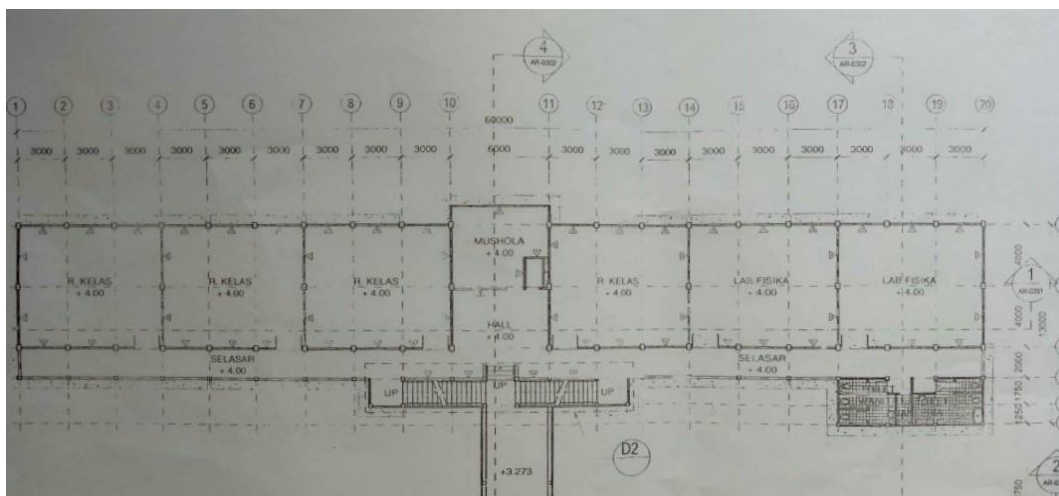 4
AR-0302
3
AR-0302
1 2 3 4 5 6 7 8 9 10 11 12 13 14 15 16 17 18 19 20
60000
3000 3000 3000 3000 3000 3000 3000 3000 3000 6000 3000 3000 3000 3000 3000 3000 3000 3000 3000
MUSHOLA
+ 4.00
R. KELAS
+ 4.00
R. KELAS
+ 4.00
R. KELAS
+ 4.00
R. KELAS
+ 4.00
LAB FISIKA
+ 4.00
LAB FISIKA
+ 4.00
4000
1
AR-0301
13000
4000
HALL
+ 4.00
SELASAR
+ 4.00
SELASAR
+ 4.00
2000
UP
UP
UP
1750
1250
D2
+3.273
2
750